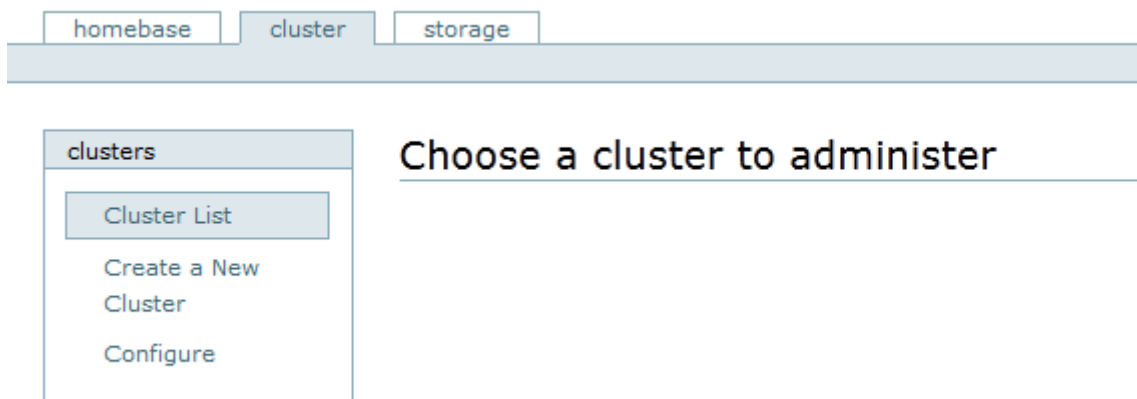 homebase cluster storage
clusters
Choose a cluster to administer
Cluster List
Create a New
Cluster
Configure